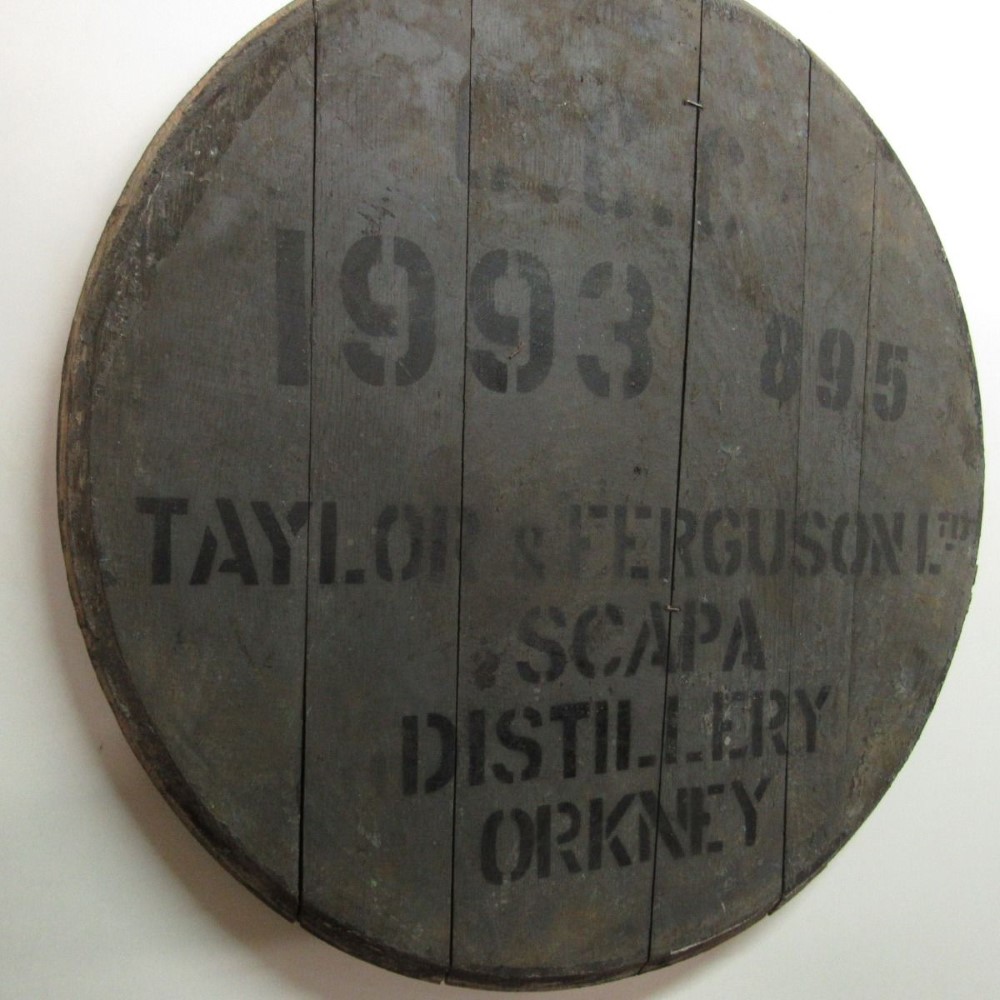 1993 895
TAYLOR & FERGUSON LTD
SCAPA
DISTILLERY
ORKNEY